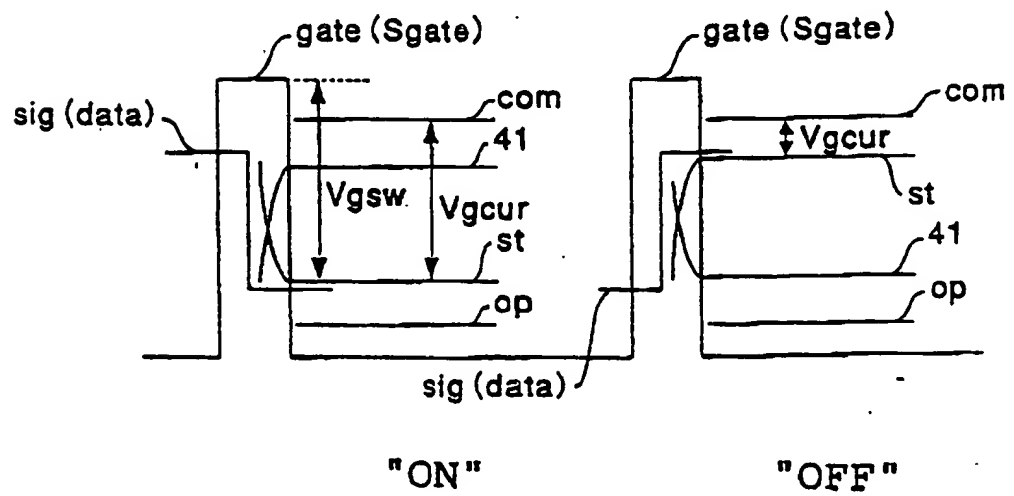 gate (Sgate)
gate (Sgate)
sig (data)
com
com
41
Vgcur
Vgsw
Vgcur
st
st
41
op
op
sig (data)
"ON"
"OFF"